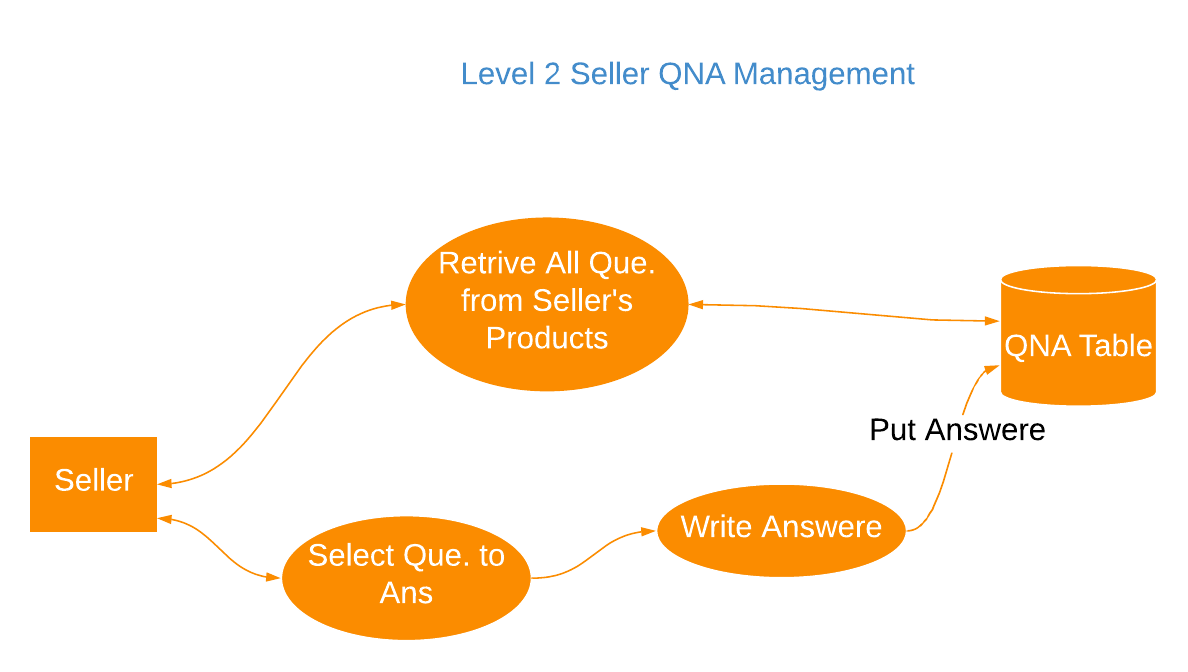 Level 2 Seller QNA Management
Retrive All Que.
from Seller's
Products
QNA Table
Put Answere
Seller
Write Answere
Select Que. to
Ans